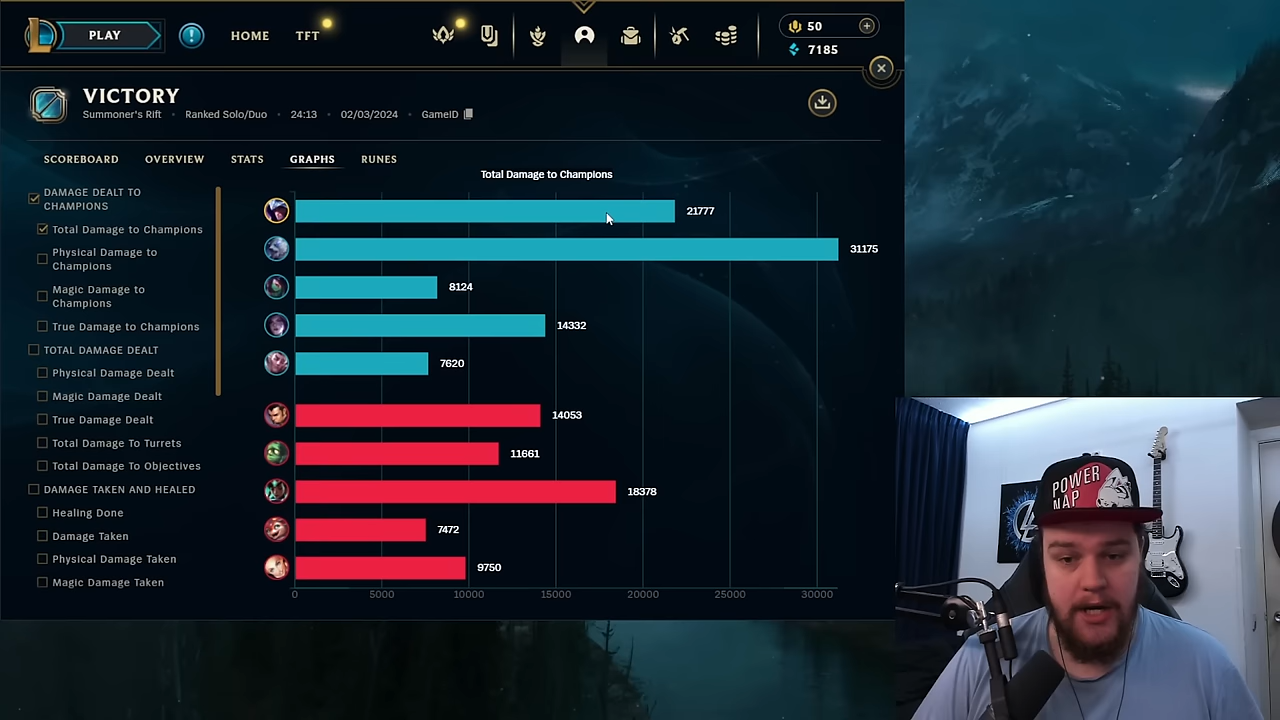 PLAY
HOME
TFT
50
7185
VICTORY
Summoner's Rift • Ranked Solo/Duo • 24:13 • 02/03/2024 • GameID
SCOREBOARD
OVERVIEW
STATS
GRAPHS
RUNES
DAMAGE DEALT TO
CHAMPIONS
Total Damage to Champions
Physical Damage to
Champions
Magic Damage to
Champions
True Damage to Champions
TOTAL DAMAGE DEALT
Physical Damage Dealt
Magic Damage Dealt
True Damage Dealt
Total Damage To Turrets
Total Damage To Objectives
DAMAGE TAKEN AND HEALED
Healing Done
Damage Taken
Physical Damage Taken
Magic Damage Taken
Total Damage to Champions
21777
31175
8124
14332
7620
14053
11661
18378
7472
9750
0 5000 10000 15000 20000 25000 30000
POWER
NAP